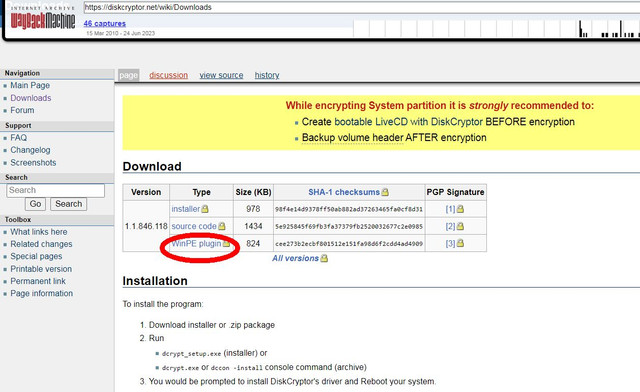 INTERNET ARCHIVE
WayBackMachine
https://diskcryptor.net/wiki/Downloads
46 captures
15 Mar 2010 - 24 Jun 2023
Navigation
Main Page
Downloads
Forum
Support
FAQ
Changelog
Screenshots
Search
Search
Go Search
Toolbox
What links here
Related changes
Special pages
Printable version
Permanent link
Page information
page discussion view source history
While encrypting System partition it is strongly recommended to:
Create bootable LiveCD with DiskCryptor BEFORE encryption
Backup volume header AFTER encryption
Download
Version Type Size (KB) SHA-1 checksums PGP Signature
1.1.846.118
installer 978 98f4e14d9378ff50ab882ad37263465fa0cf8d31 [1]
source code 1434 5e925845f69fb3fa37379fb2520032677c2e0985 [2]
WinPE plugin 824 cee273b2ecbf801512e151fa98d6f2cdd4ad4909 [3]
All versions
Installation
To install the program:
1. Download installer or .zip package
2. Run
dcrypt_setup.exe (installer) or
dcrypt.exe or dccon -install console command (archive)
3. You would be prompted to install DiskCryptor's driver and Reboot your system.